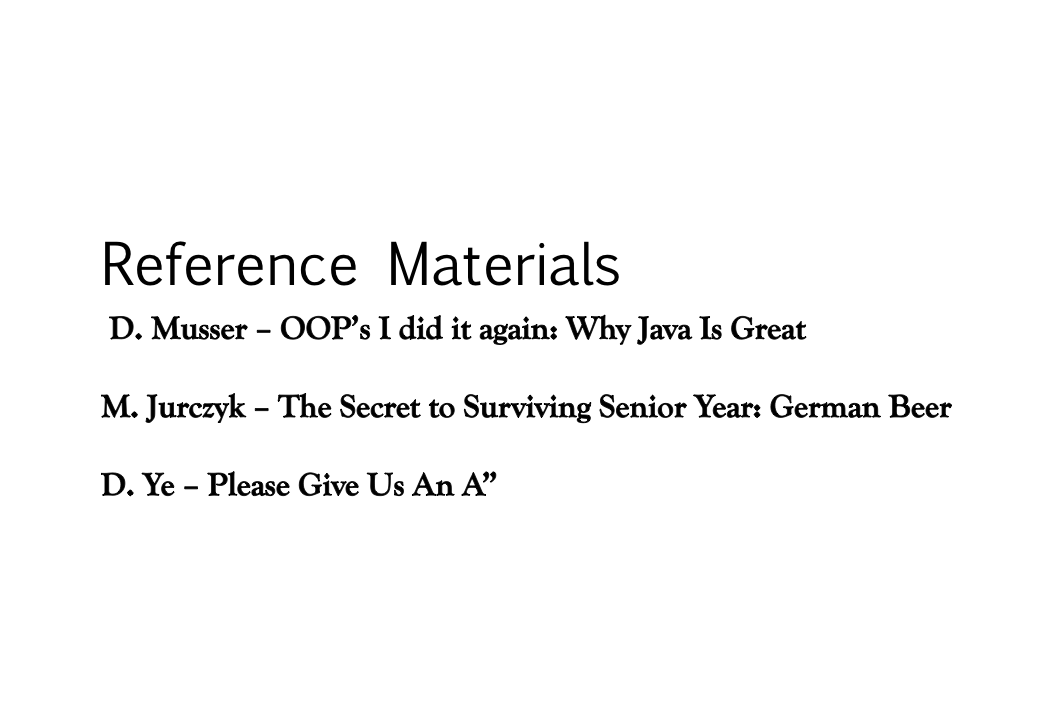 Reference Materials
D. Musser – OOP’s I did it again: Why Java Is Great
M. Jurczyk – The Secret to Surviving Senior Year: German Beer
D. Ye – Please Give Us An A”